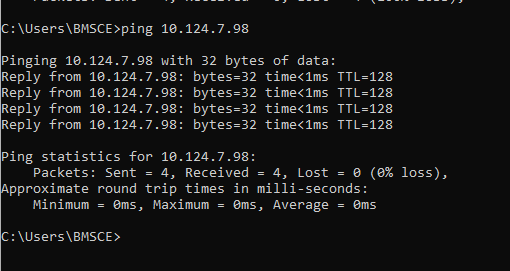 C:\Users\BMSCE>ping 10.124.7.98
Pinging 10.124.7.98 with 32 bytes of data:
Reply from 10.124.7.98: bytes=32 time<1ms TTL=128
Reply from 10.124.7.98: bytes=32 time<1ms TTL=128
Reply from 10.124.7.98: bytes=32 time<1ms TTL=128
Reply from 10.124.7.98: bytes=32 time<1ms TTL=128
Ping statistics for 10.124.7.98:
Packets: Sent = 4, Received = 4, Lost = 0 (0% loss),
Approximate round trip times in milli-seconds:
Minimum = 0ms, Maximum = 0ms, Average = 0ms
C:\Users\BMSCE>